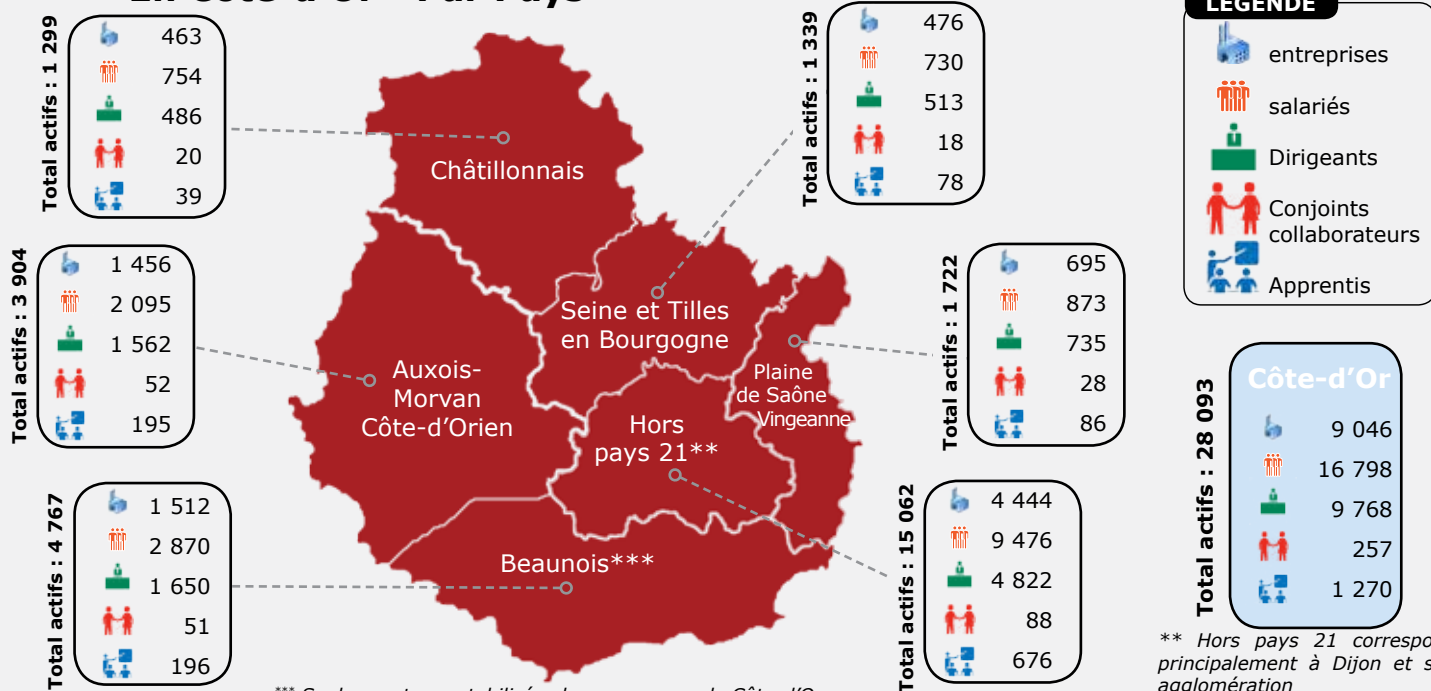 En Côte-d'Or - Par Pays
Total actifs : 1 299
463
754
486
20
39
Total actifs : 1 339
476
730
513
18
78
LÉGENDE
entreprises
salariés
Dirigeants
Conjoints
collaborateurs
Apprentis
Châtillonnais
Total actifs : 3 904
1 456
2 095
1 562
52
195
Seine et Tilles
en Bourgogne
Auxois-
Morvan
Côte-d'Orien
Plaine
de Saône
Vingeanne
Hors
pays 21**
Total actifs : 1 722
695
873
735
28
86
Total actifs : 28 093
Côte-d'Or
9 046
16 798
9 768
257
1 270
Total actifs : 4 767
1 512
2 870
1 650
51
196
Beaunois***
Total actifs : 15 062
4 444
9 476
4 822
88
676
** Hors pays 21
principalement à Dijon et
agglomération